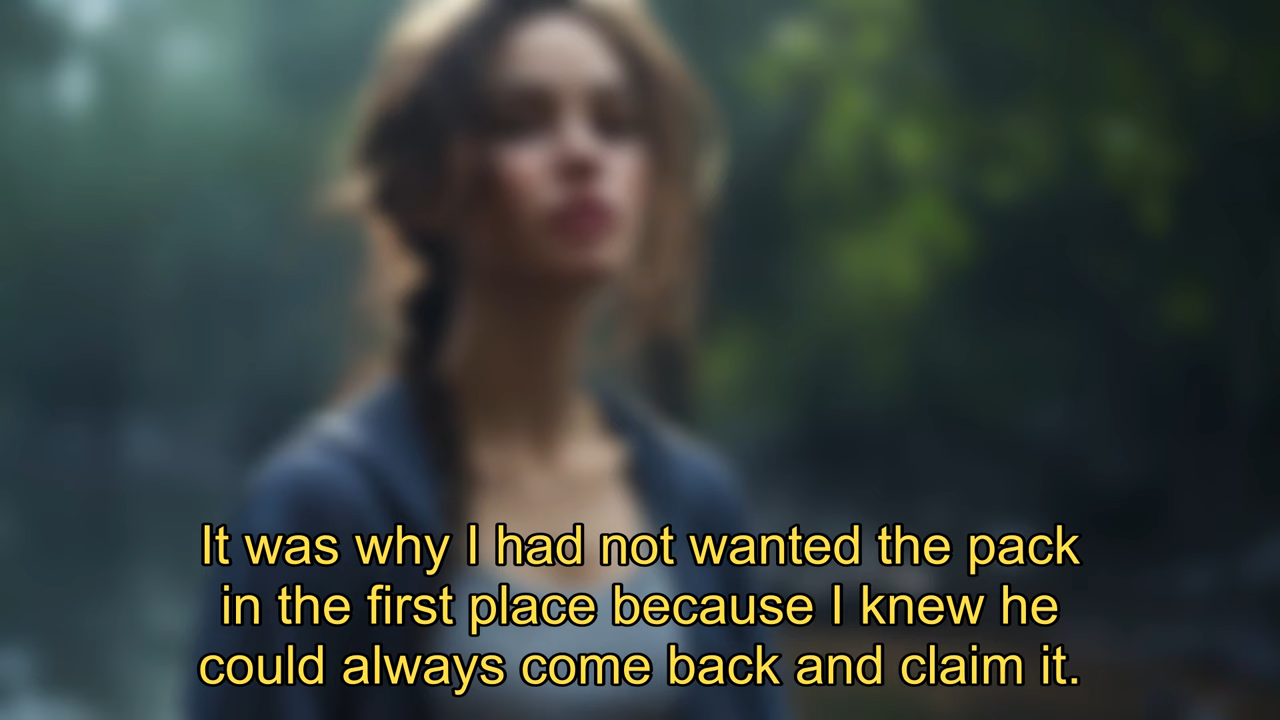 It was why I had not wanted the pack
in the first place because I knew he
could always come back and claim it.